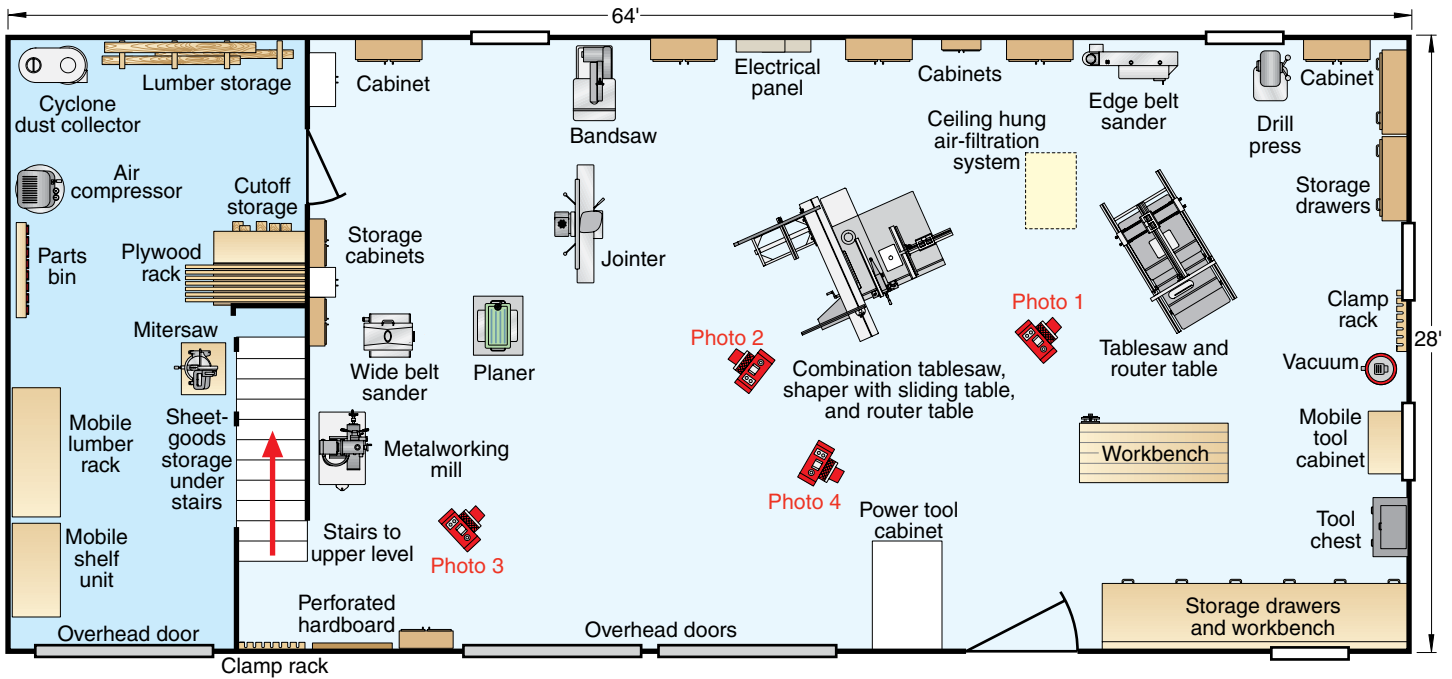 64'
Lumber storage
Cyclone
dust collector
Cabinet
Bandsaw
Electrical
panel
Cabinets
Edge belt
sander
Drill
press
Cabinet
Ceiling hung
air-filtration
system
Air
compressor
Cutoff
storage
Storage
drawers
Parts
bin
Plywood
rack
Storage
cabinets
Jointer
Mitersaw
Wide belt
sander
Planer
Photo 2
Photo 1
Combination tablesaw,
shaper with sliding table,
and router table
Tablesaw and
router table
Clamp
rack
28'
Vacuum
Mobile
lumber
rack
Sheet-
goods
storage
under
stairs
Metalworking
mill
Photo 4
Workbench
Mobile
tool
cabinet
Mobile
shelf
unit
Stairs to
upper level
Photo 3
Power tool
cabinet
Tool
chest
Perforated
hardboard
Storage drawers
and workbench
Overhead door
Clamp rack
Overhead doors